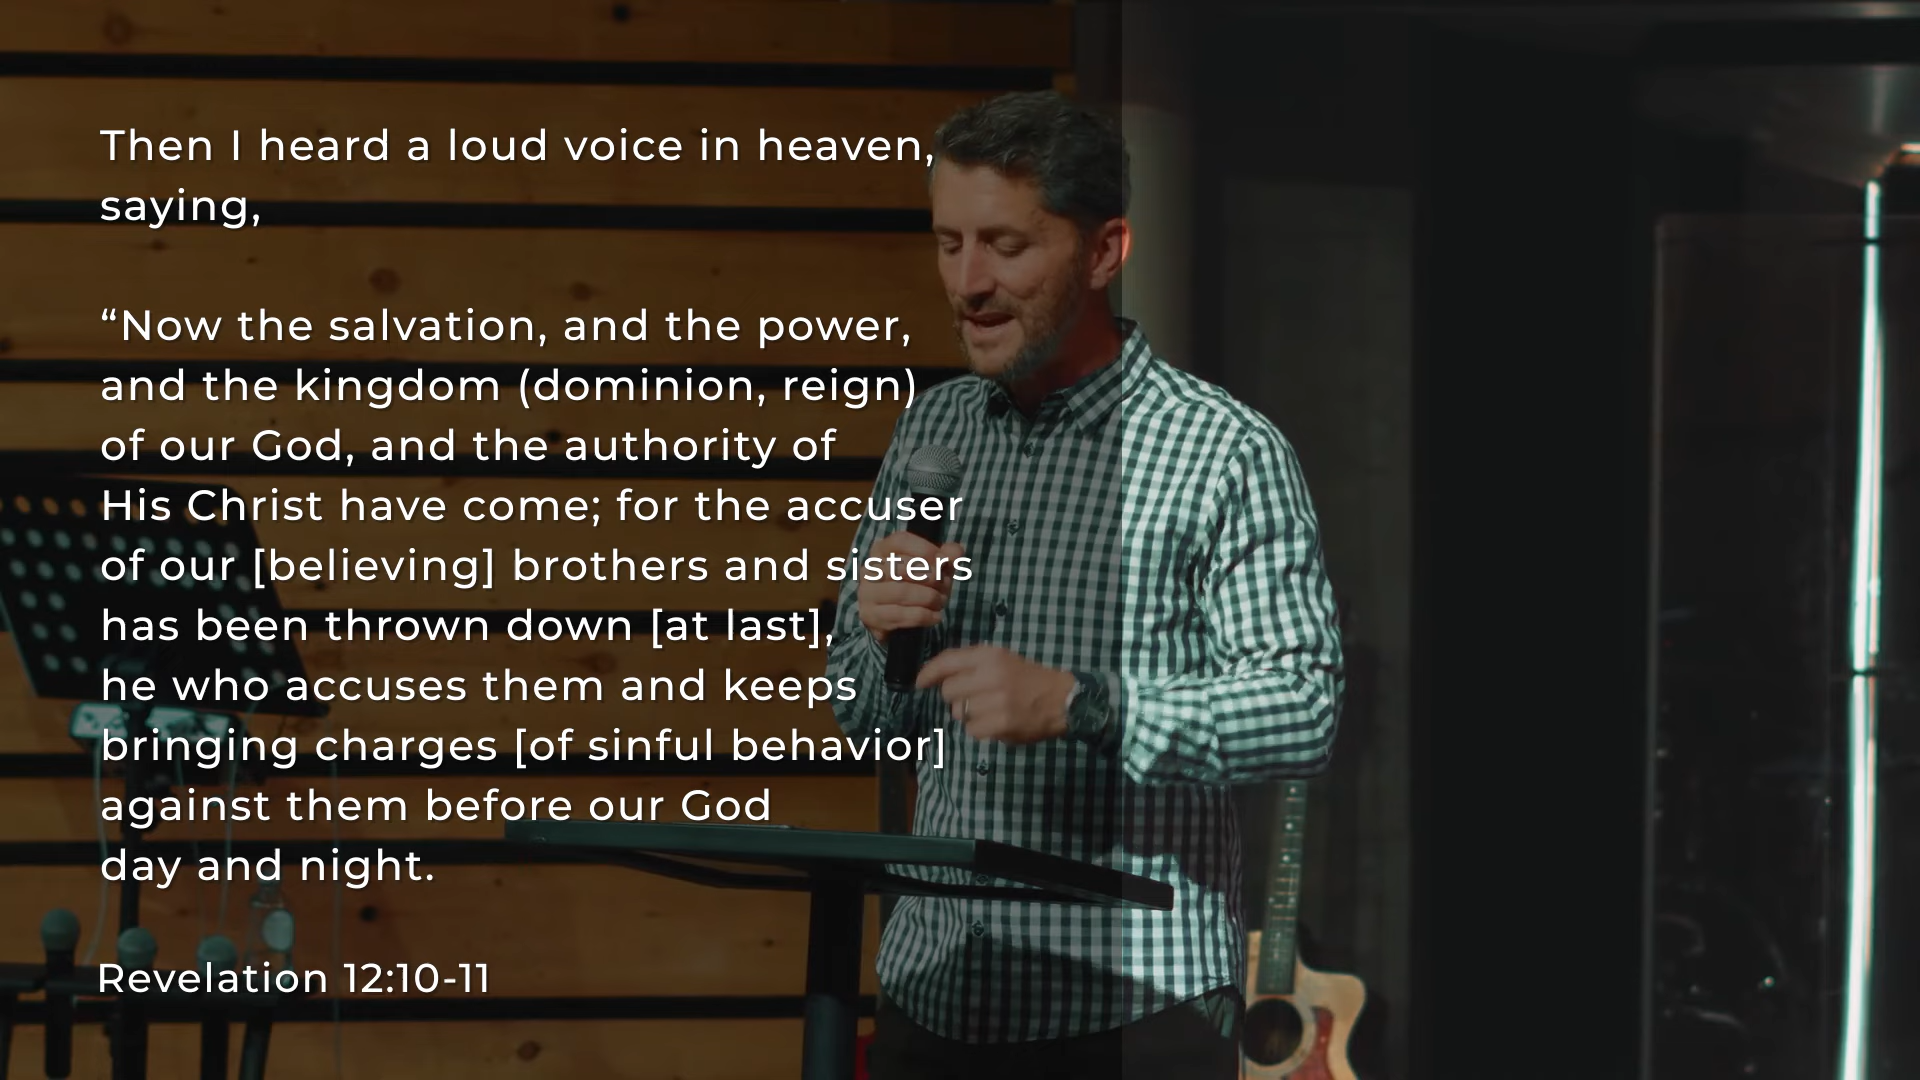 Then I heard a loud voice in heaven,
saying,
“Now the salvation, and the power,
and the kingdom (dominion, reign)
of our God, and the authority of
His Christ have come; for the accuser
of our [believing] brothers and sisters
has been thrown down [at last],
he who accuses them and keeps
bringing charges [of sinful behavior]
against them before our God
day and night.
Revelation 12:10-11